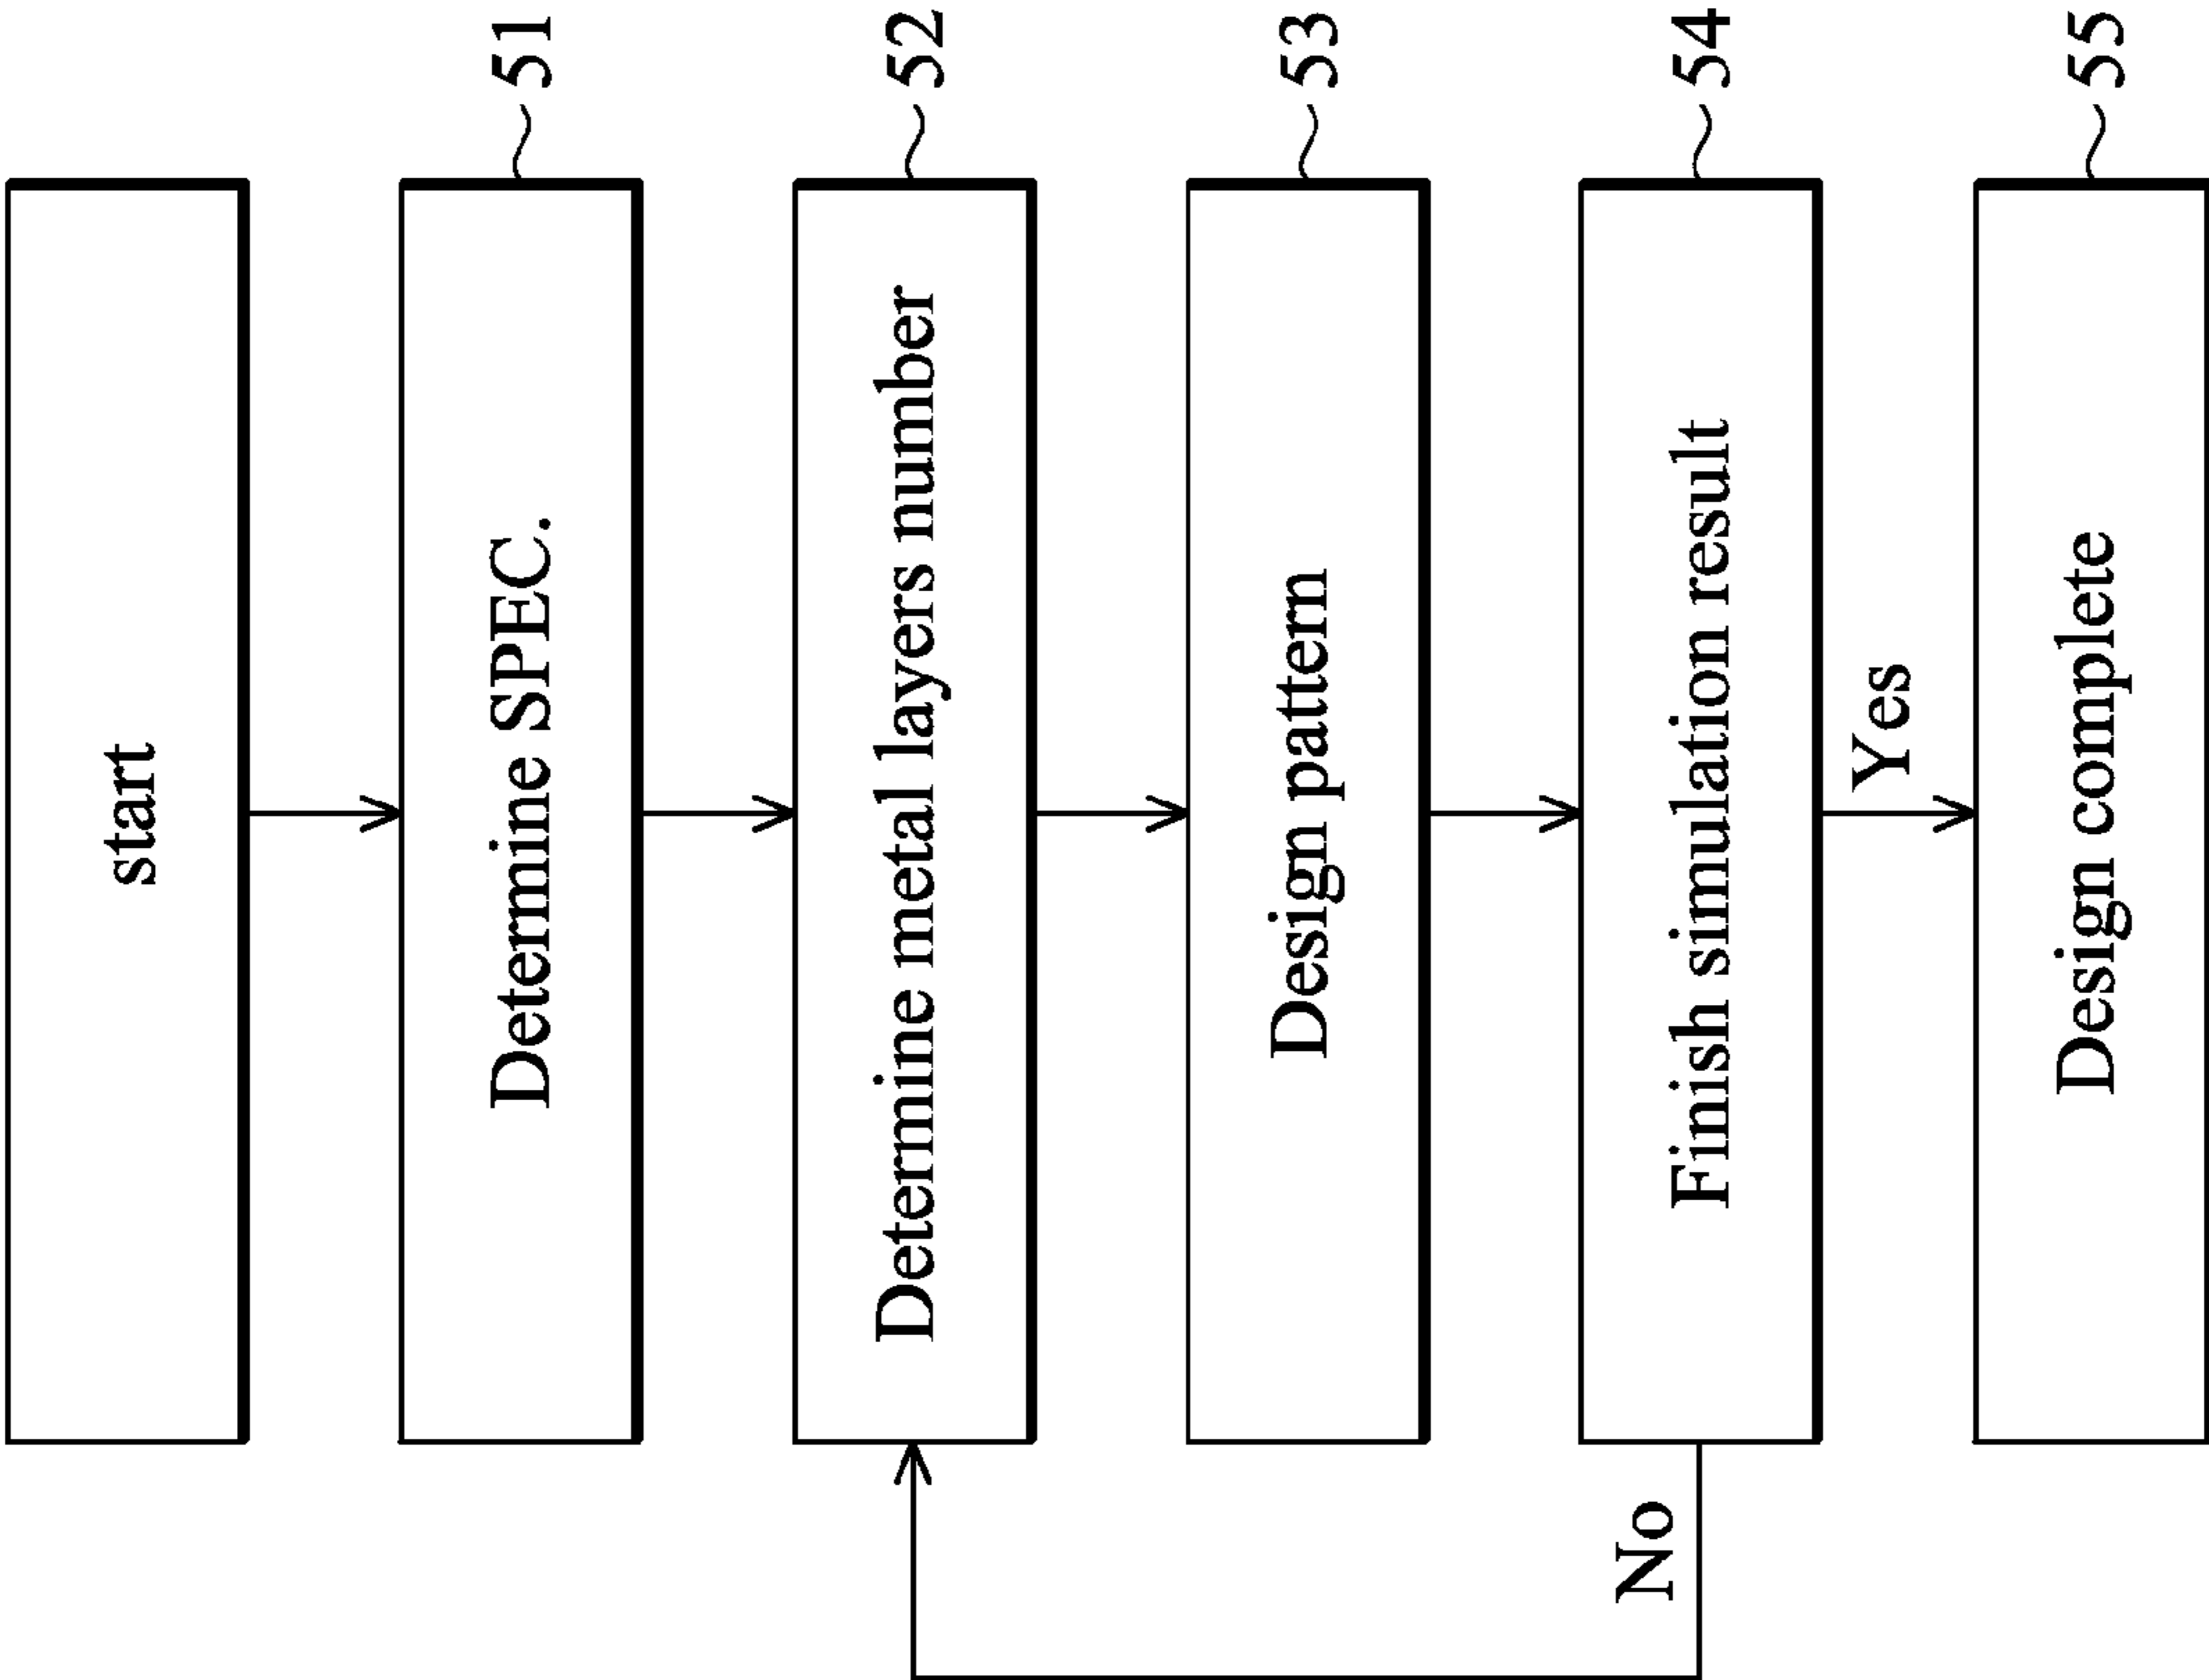 start
Determine SPEC.
51
Determine metal layers number
52
Design pattern
53
Finish simulation result
54
No
Yes
Design complete
55